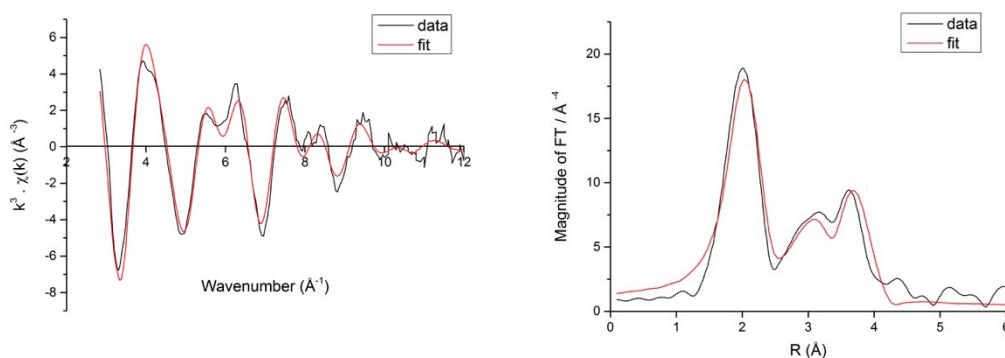 data
fit
6
4
2
0
-2
-4
-6
-8
2 4 6 8 10 12
k³ . χ(k) (Å⁻³)
Wavenumber (Å⁻¹)
data
fit
20
15
10
5
0
0 1 2 3 4 5 6
Magnitude of FT / Å⁻⁴
R (Å)